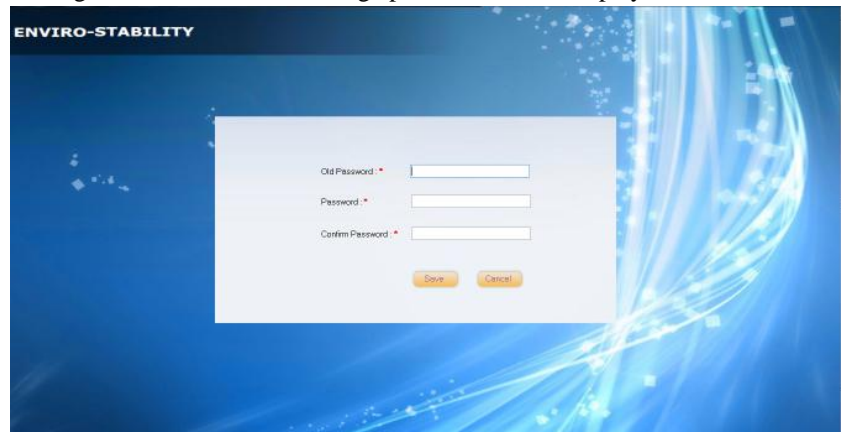 ENVIRO-STABILITY
Old Password : *
Password : *
Confirm Password : *
Save Cancel